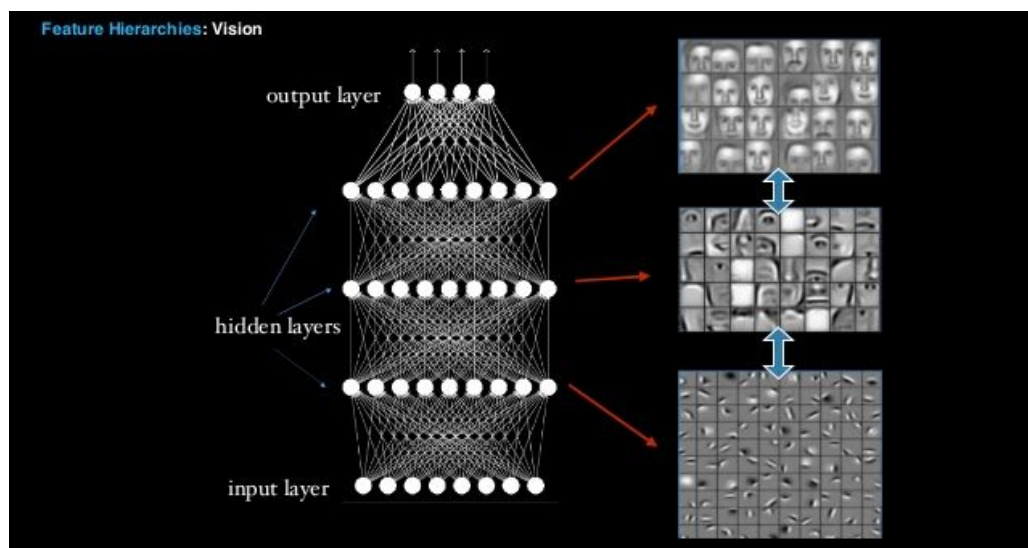 Feature Hierarchies: Vision
output layer
hidden layers
input layer